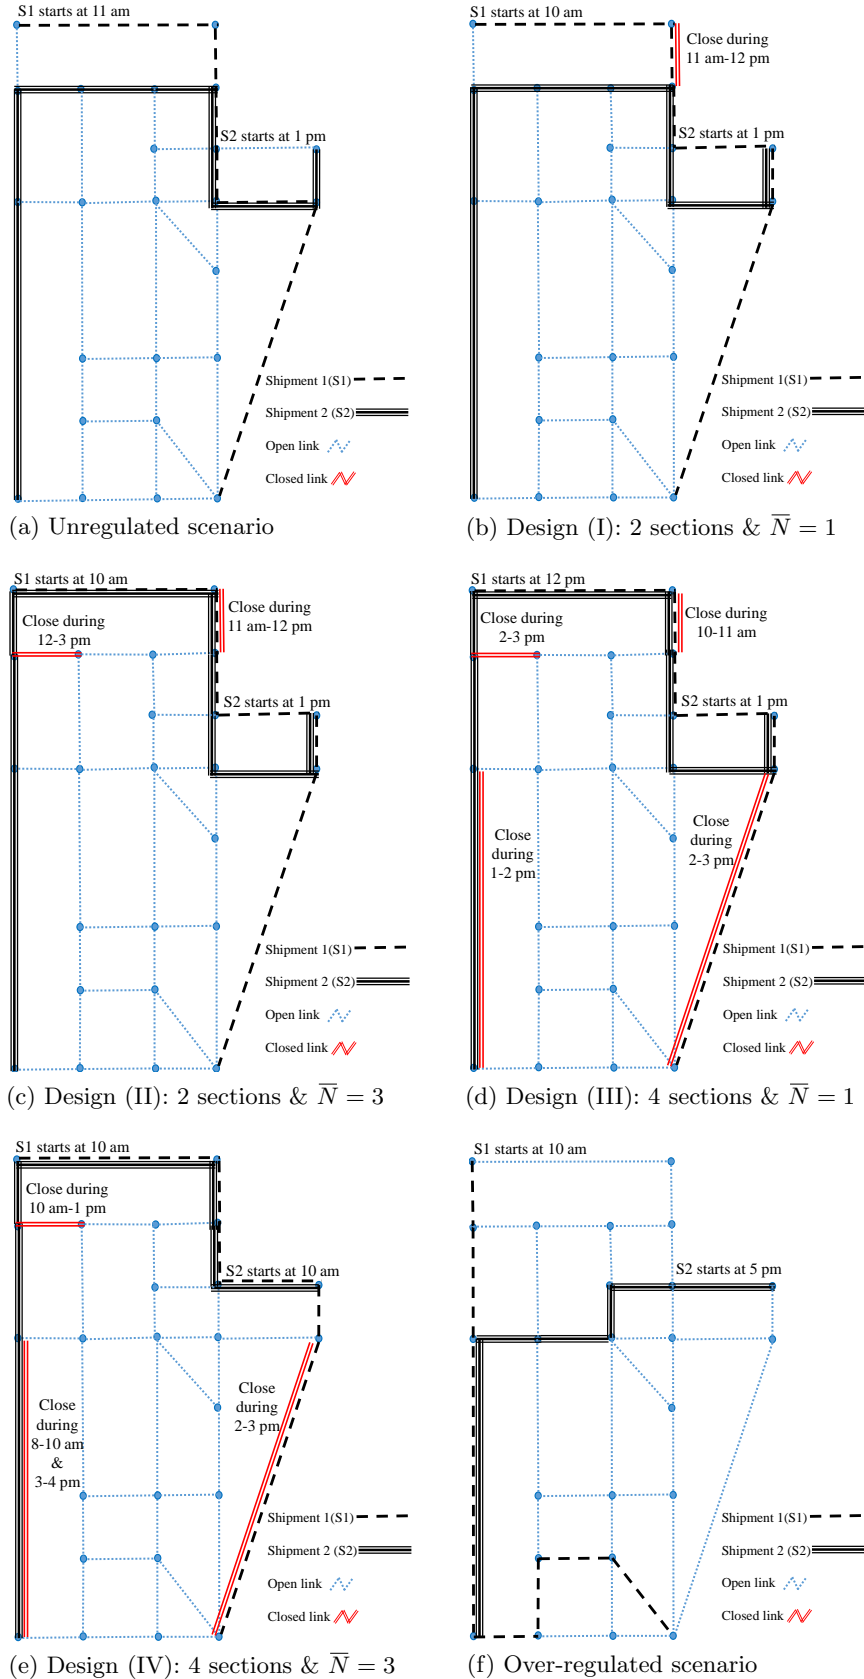 S1 starts at 11 am
S2 starts at 1 pm
Shipment 1(S1)
Shipment 2 (S2)
Open link
Closed link
(a) Unregulated scenario
S1 starts at 10 am
Close during
11 am-12 pm
S2 starts at 1 pm
Shipment 1(S1)
Shipment 2 (S2)
Open link
Closed link
(b) Design (I): 2 sections & N̅ = 1
S1 starts at 10 am
Close during
12-3 pm
Close during
11 am-12 pm
S2 starts at 1 pm
Shipment 1(S1)
Shipment 2 (S2)
Open link
Closed link
(c) Design (II): 2 sections & N̅ = 3
S1 starts at 12 pm
Close during
2-3 pm
Close during
10-11 am
S2 starts at 1 pm
Close
during
1-2 pm
Close
during
2-3 pm
Shipment 1(S1)
Shipment 2 (S2)
Open link
Closed link
(d) Design (III): 4 sections & N̅ = 1
S1 starts at 10 am
Close during
10 am-1 pm
S2 starts at 10 am
Close
during
8-10 am
&
3-4 pm
Close
during
2-3 pm
Shipment 1(S1)
Shipment 2 (S2)
Open link
Closed link
(e) Design (IV): 4 sections & N̅ = 3
S1 starts at 10 am
S2 starts at 5 pm
Shipment 1(S1)
Shipment 2 (S2)
Open link
Closed link
(f) Over-regulated scenario